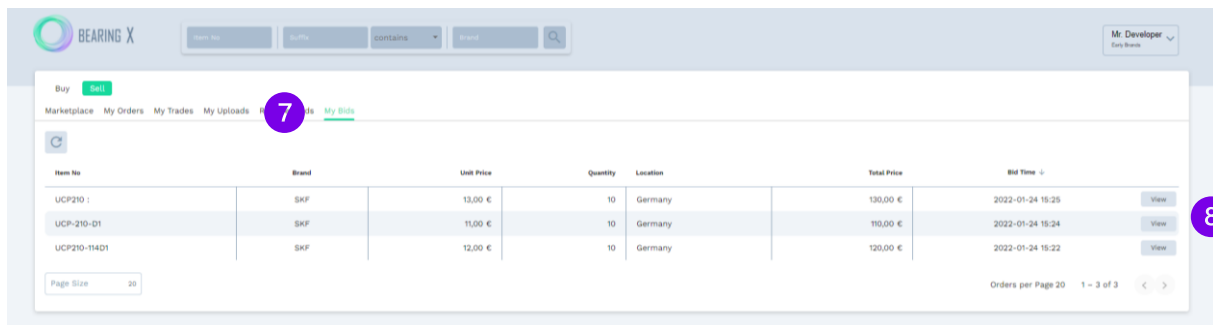 BEARING X
Item No Suffix contains Brand
Mr. Developer
Early Brands
Buy Sell
Marketplace My Orders My Trades My Uploads 7 My Bids
Item No Brand Unit Price Quantity Location Total Price Bid Time ↓
UCP210 : SKF 13,00 € 10 Germany 130,00 € 2022-01-24 15:25 View
UCP-210-D1 SKF 11,00 € 10 Germany 110,00 € 2022-01-24 15:24 View 8
UCP210-114D1 SKF 12,00 € 10 Germany 120,00 € 2022-01-24 15:22 View
Page Size 20 Orders per Page 20 1 – 3 of 3